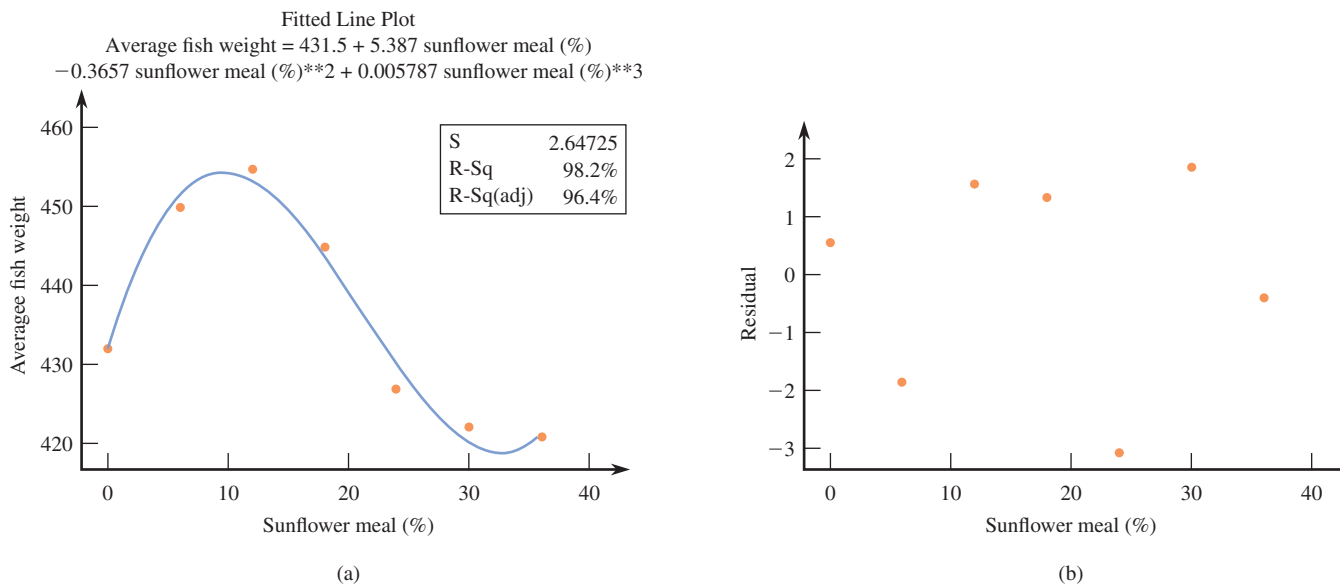 Fitted Line Plot
Average fish weight = 431.5 + 5.387 sunflower meal (%)
−0.3657 sunflower meal (%)**2 + 0.005787 sunflower meal (%)**3
460
450
440
430
420
Averagee fish weight
S 2.64725
R-Sq 98.2%
R-Sq(adj) 96.4%
0 10 20 30 40
Sunflower meal (%)
(a)
2
1
0
−1
−2
−3
Residual
0 10 20 30 40
Sunflower meal (%)
(b)